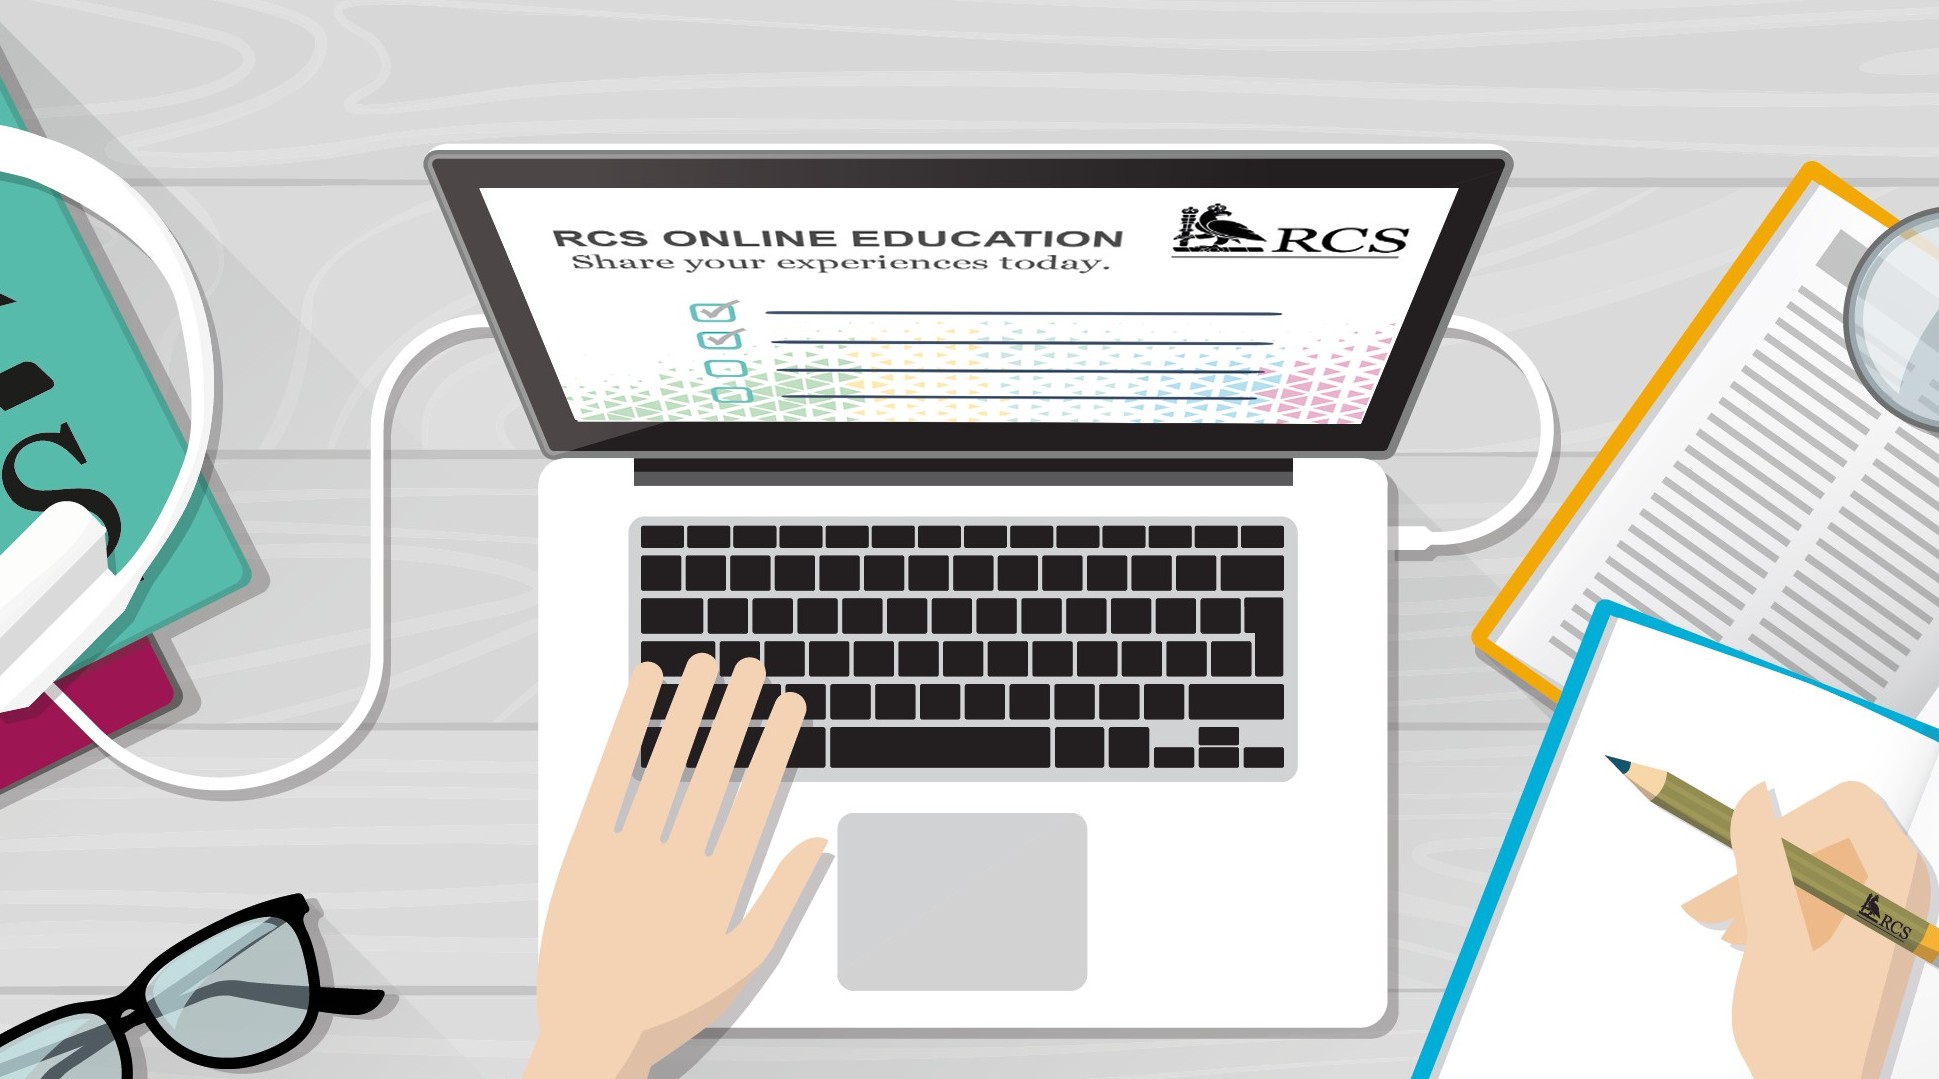 RCS ONLINE EDUCATION
Share your experiences today.
RCS
S
RCS